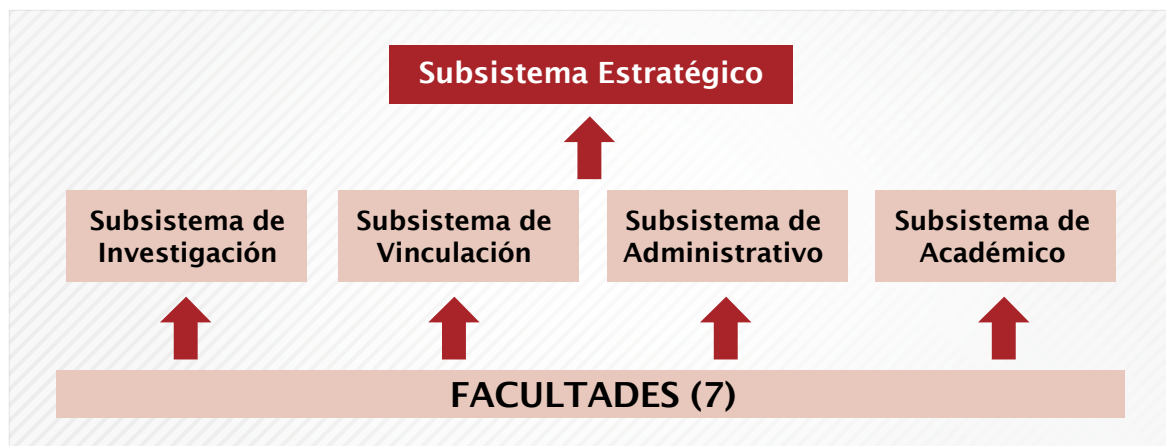 Subsistema Estratégico
Subsistema de
Investigación
Subsistema de
Vinculación
Subsistema de
Administrativo
Subsistema de
Académico
FACULTADES (7)